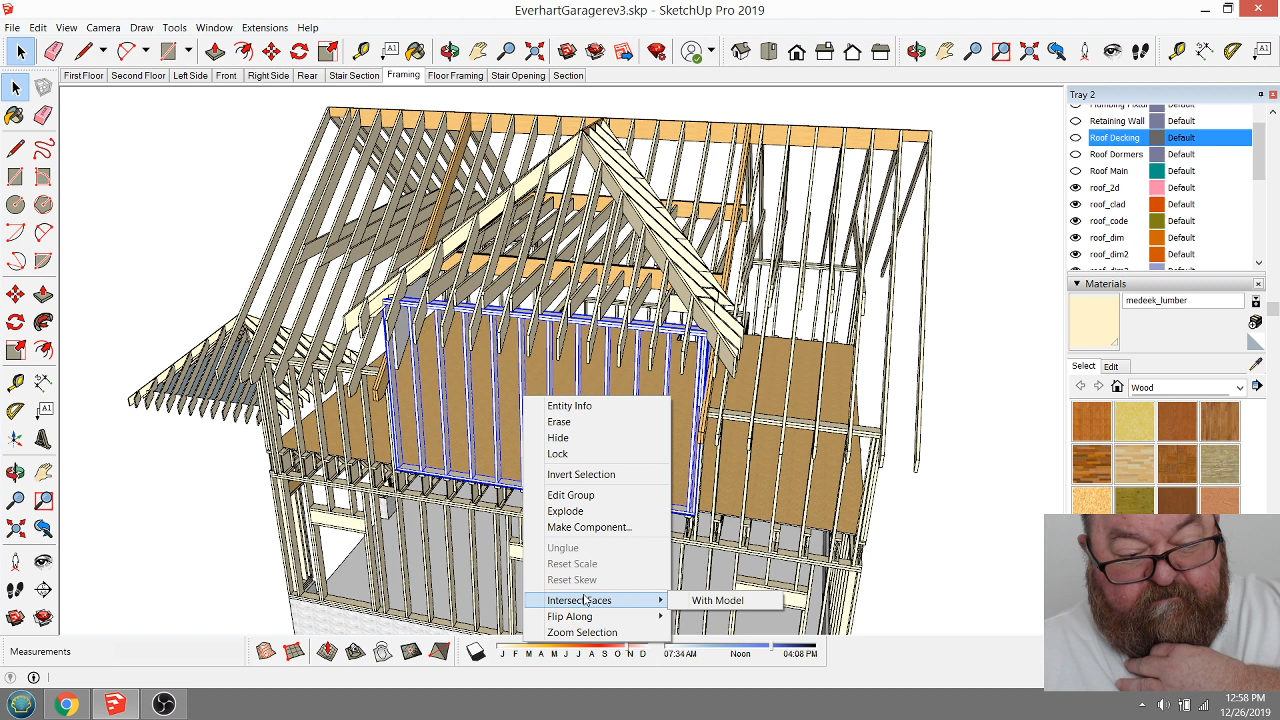 EverhartGaragerev3.skp - SketchUp Pro 2019
File Edit View Camera Draw Tools Window Extensions Help
First Floor Second Floor Left Side Front Right Side Rear Stair Section Framing Floor Framing Stair Opening Section
Tray 2
Default
Retaining Wall Default
Roof Decking Default
Roof Dormers Default
Roof Main Default
roof_2d Default
roof_clad Default
roof_code Default
roof_dim Default
roof_dim2 Default
Default
Materials
medeek_lumber
Select Edit
Wood
Entity Info
Erase
Hide
Lock
Invert Selection
Edit Group
Explode
Make Component...
Unglue
Reset Scale
Reset Skew
Intersect Faces
With Model
Flip Along
Zoom Selection
Measurements
J F M A M J J A S O N D
07:34 AM Noon 04:08 PM
12:58 PM
12/26/2019